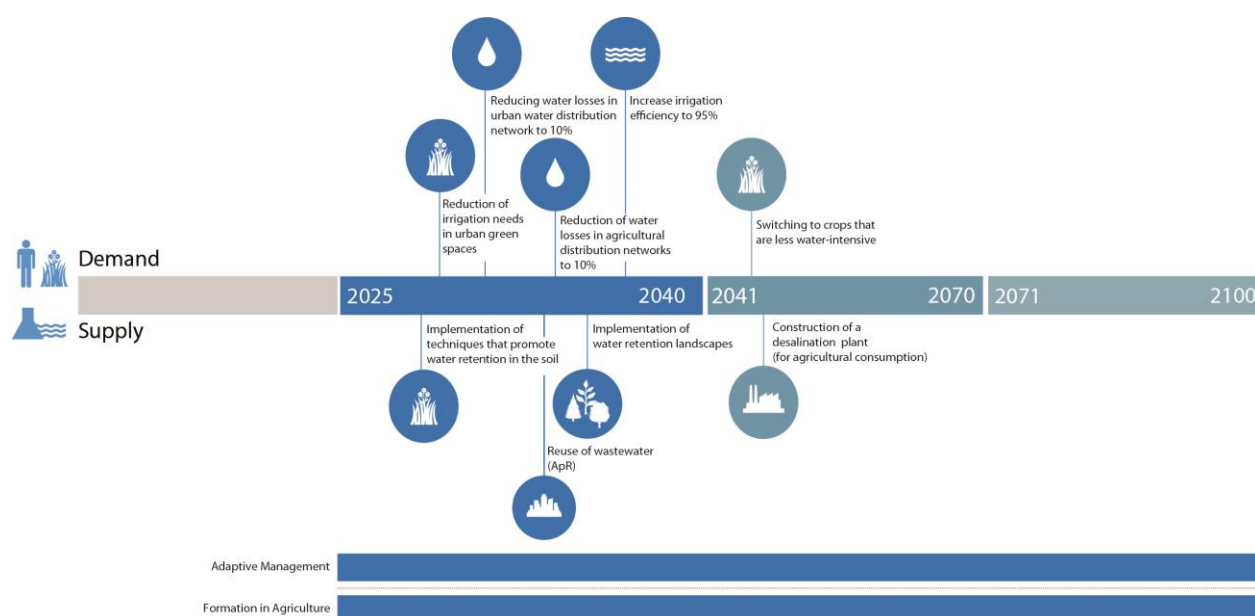 Reducing water losses in
urban water distribution
network to 10%
Increase irrigation
efficiency to 95%
Reduction of
irrigation needs
in urban green
spaces
Reduction of water
losses in agricultural
distribution networks
to 10%
Switching to crops that
are less water-intensive
Demand
2025
2040
2041
2070
2071
2100
Supply
Implementation of
techniques that promote
water retention in the soil
Implementation of
water retention landscapes
Construction of a
desalination plant
(for agricultural consumption)
Reuse of wastewater
(ApR)
Adaptive Management
Formation in Agriculture